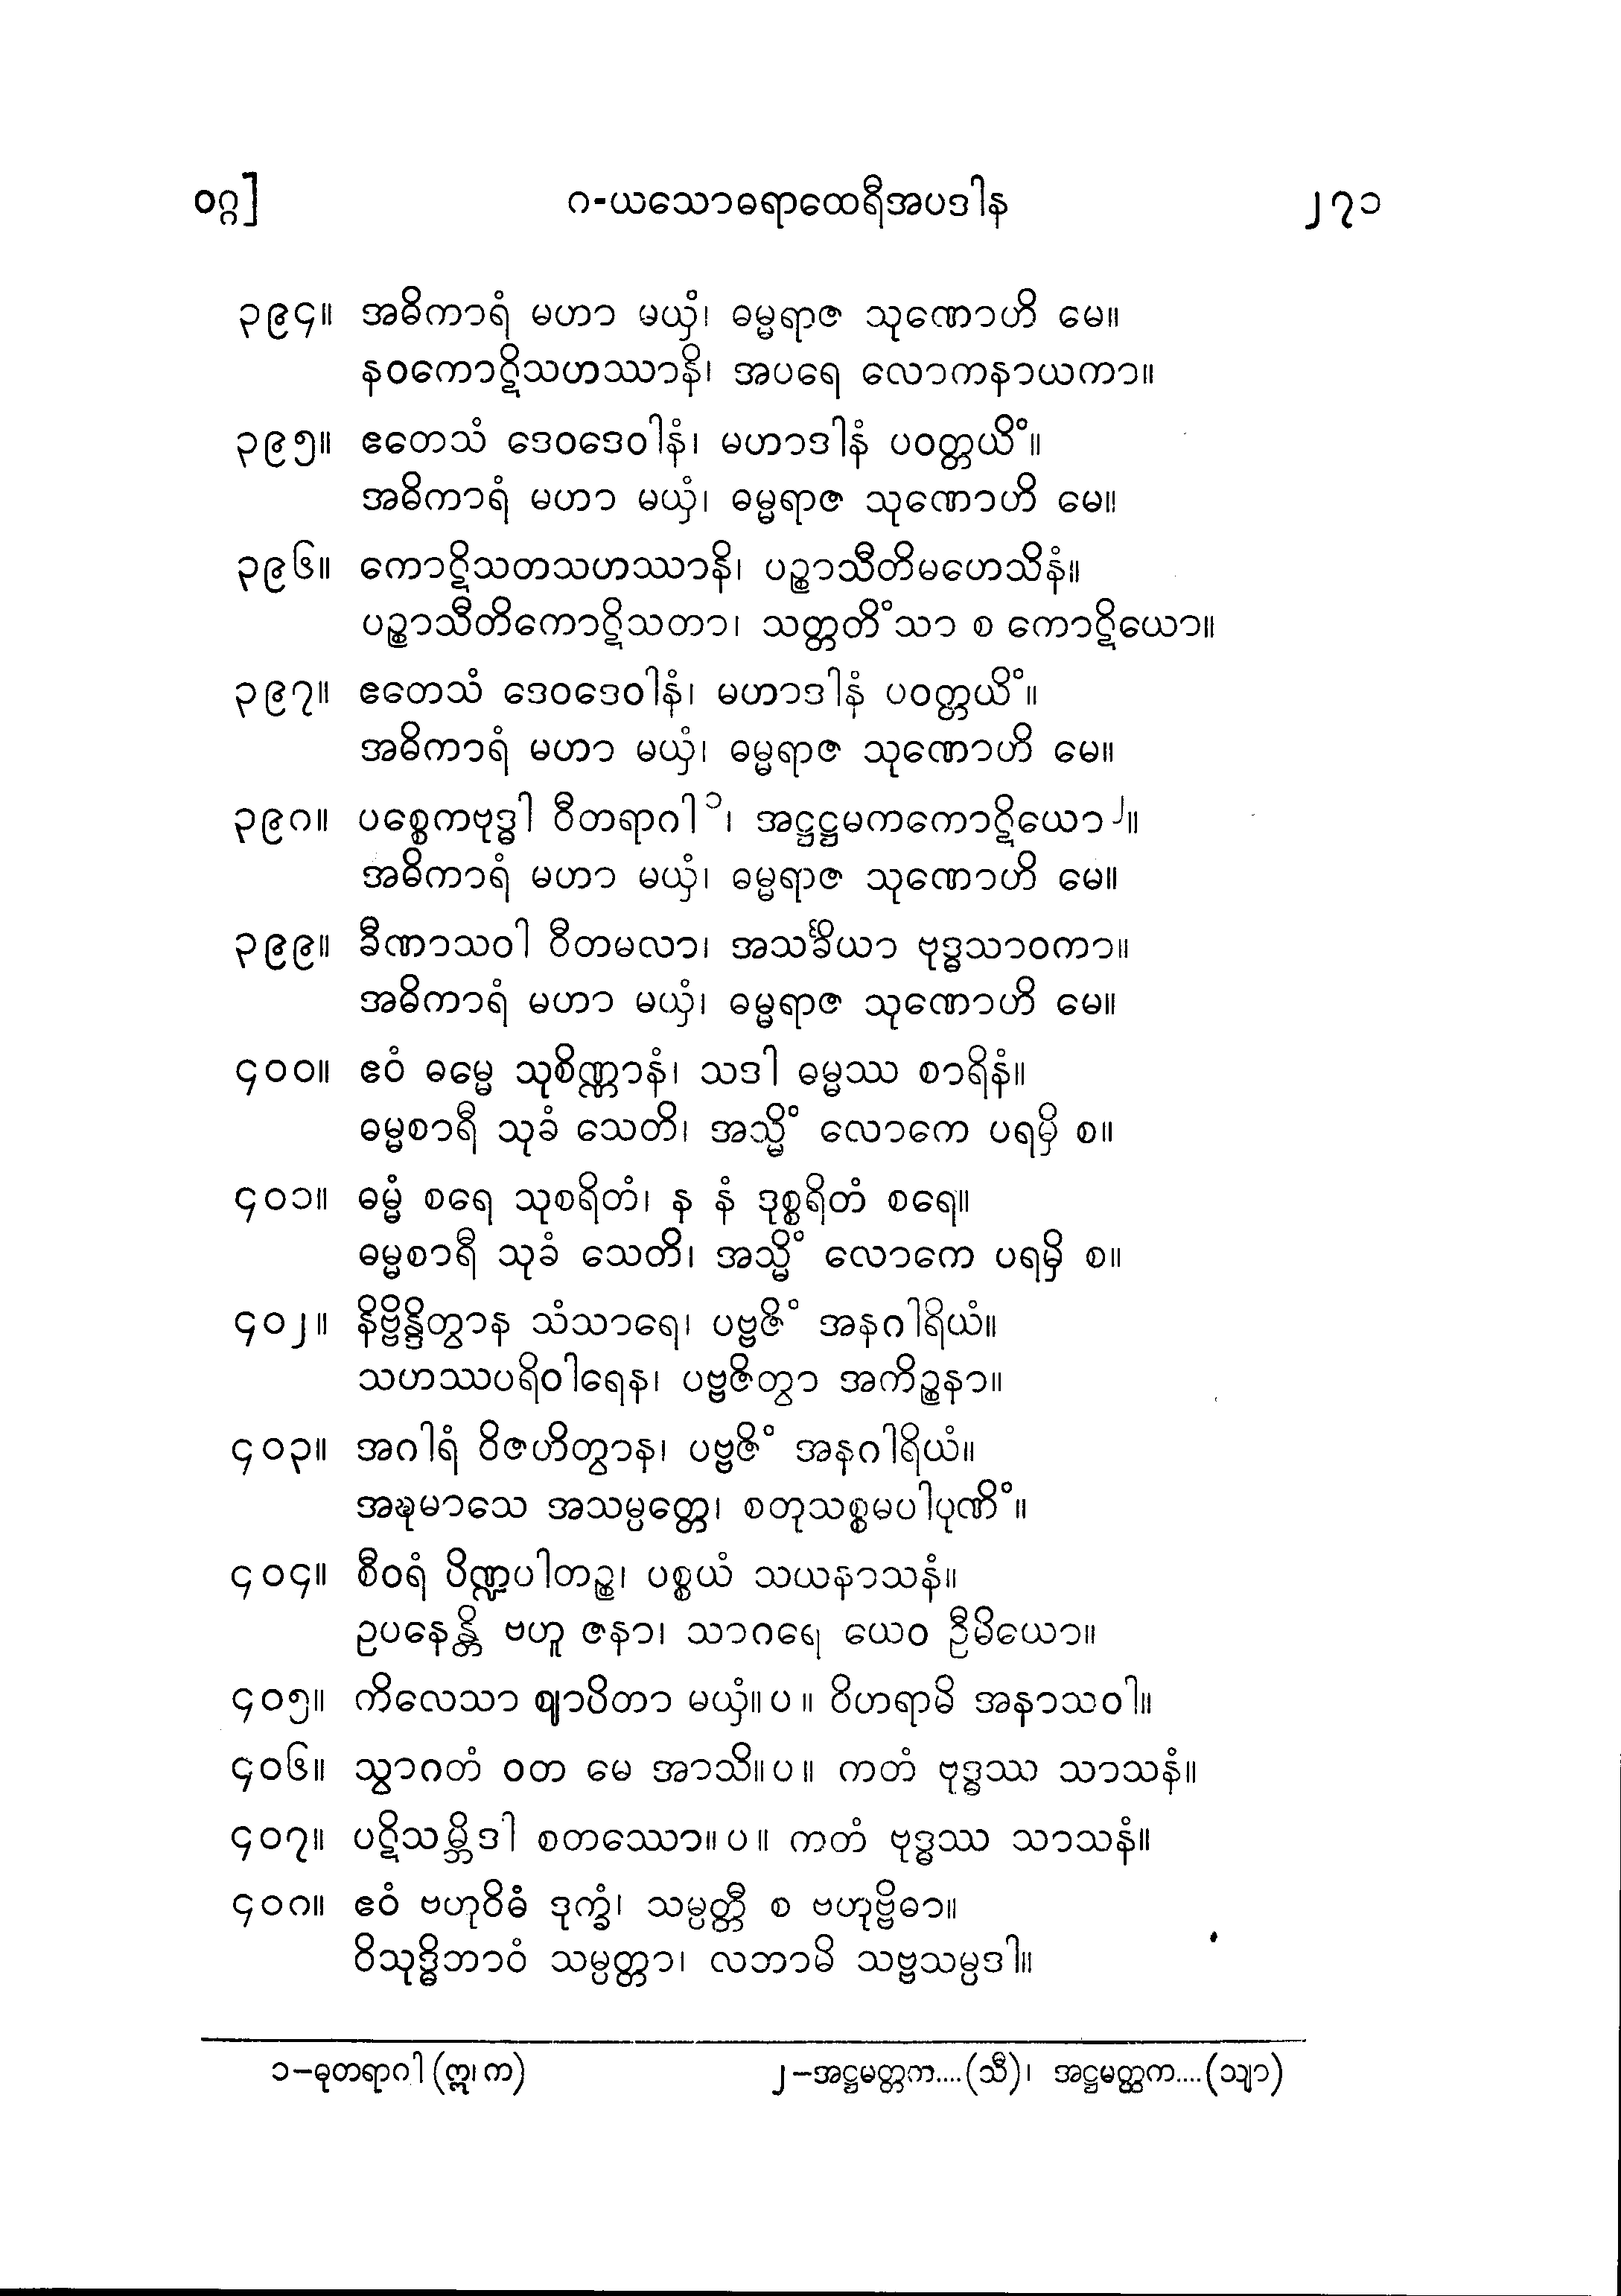 ဝဂ္ဂ] ဂ-ယသောဓရာထေရီအပဒါန ၂၇၁
၃၉၄။ အဓိကာရံ မဟာ မယှံ၊ ဓမ္မရာဇ သုဏောဟိ မေ။
နဝကောဋိသဟဿာနိ၊ အပရေ လောကနာယကာ။
၃၉၅။ ဧတေသံ ဒေဝဒေဝါနံ၊ မဟာဒါနံ ပဝတ္တယိံ။
အဓိကာရံ မဟာ မယှံ၊ ဓမ္မရာဇ သုဏောဟိ မေ။
၃၉၆။ ကောဋိသတသဟဿာနိ၊ ပဉ္စာသီတိမဟေသိနံ။
ပဉ္စာသီတိကောဋိသတာ၊ သတ္တတိံသာ စ ကောဋိယော။
၃၉၇။ ဧတေသံ ဒေဝဒေဝါနံ၊ မဟာဒါနံ ပဝတ္တယိံ။
အဓိကာရံ မဟာ မယှံ၊ ဓမ္မရာဇ သုဏောဟိ မေ။
၃၉၈။ ပစ္စေကဗုဒ္ဓါ ဝီတရာဂါ၁၊ အဋ္ဌဋ္ဌမကကောဋိယော၂။
အဓိကာရံ မဟာ မယှံ၊ ဓမ္မရာဇ သုဏောဟိ မေ။
၃၉၉။ ခီဏာသဝါ ဝီတမလာ၊ အသင်္ခိယာ ဗုဒ္ဓသာဝကာ။
အဓိကာရံ မဟာ မယှံ၊ ဓမ္မရာဇ သုဏောဟိ မေ။
၄၀၀။ ဧဝံ ဓမ္မေ သုစိဏ္ဏာနံ၊ သဒါ ဓမ္မဿ စာရိနံ။
ဓမ္မစာရီ သုခံ သေတိ၊ အသ္မိံ လောကေ ပရမှိ စ။
၄၀၁။ ဓမ္မံ စရေ သုစရိတံ၊ န နံ ဒုစ္စရိတံ စရေ။
ဓမ္မစာရီ သုခံ သေတိ၊ အသ္မိံ လောကေ ပရမှိ စ။
၄၀၂။ နိဗ္ဗိန္ဒိတွာန သံသာရေ၊ ပဗ္ဗဇိံ အနဂါရိယံ။
သဟဿပရိဝါရေန၊ ပဗ္ဗဇိတွာ အကိဉ္စနာ။
၄၀၃။ အဂါရံ ဝိဇဟိတွာန၊ ပဗ္ဗဇိံ အနဂါရိယံ။
အဍ္ဎမာသေ အသမ္ပတ္တေ၊ စတုသစ္စမပါပုဏိံ။
၄၀၄။ စီဝရံ ပိဏ္ဍပါတဉ္စ၊ ပစ္စယံ သယနာသနံ။
ဥပနေန္တိ ဗဟူ ဇနာ၊ သာဂရေ ယေဝ ဦမိယော။
၄၀၅။ ကိလေသာ ဈာပိတာ မယှံ။ပ။ ဝိဟရာမိ အနာသဝါ။
၄၀၆။ သွာဂတံ ဝတ မေ အာသိ။ပ။ ကတံ ဗုဒ္ဓဿ သာသနံ။
၄၀၇။ ပဋိသမ္ဘိဒါ စတဿော။ပ။ ကတံ ဗုဒ္ဓဿ သာသနံ။
၄၀၈။ ဧဝံ ဗဟုဝိဓံ ဒုက္ခံ၊ သမ္ပတ္တီ စ ဗဟုဗ္ဗိဓာ။
ဝိသုဒ္ဓိဘာဝံ သမ္ပတ္တာ၊ လဘာမိ သဗ္ဗသမ္ပဒါ။
၁-ဓုတရာဂါ (ဣ၊ က) ၂-အဋ္ဌမတ္တက....(သီ)၊ အဋ္ဌမတ္ထက....(သျာ)